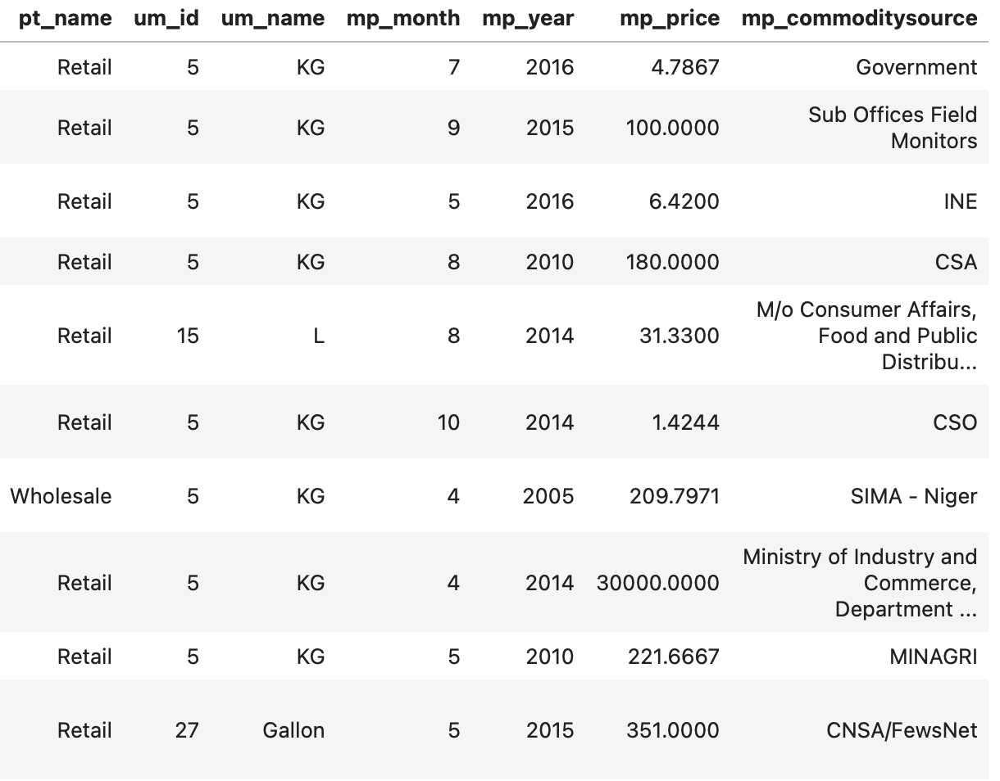 pt_name um_id um_name mp_month mp_year mp_price mp_commoditysource
Retail 5 KG 7 2016 4.7867 Government
Retail 5 KG 9 2015 100.0000 Sub Offices Field
Monitors
Retail 5 KG 5 2016 6.4200 INE
Retail 5 KG 8 2010 180.0000 CSA
Retail 15 L 8 2014 31.3300 M/o Consumer Affairs,
Food and Public
Distribu...
Retail 5 KG 10 2014 1.4244 CSO
Wholesale 5 KG 4 2005 209.7971 SIMA - Niger
Retail 5 KG 4 2014 30000.0000 Ministry of Industry and
Commerce,
Department ...
Retail 5 KG 5 2010 221.6667 MINAGRI
Retail 27 Gallon 5 2015 351.0000 CNSA/FewsNet